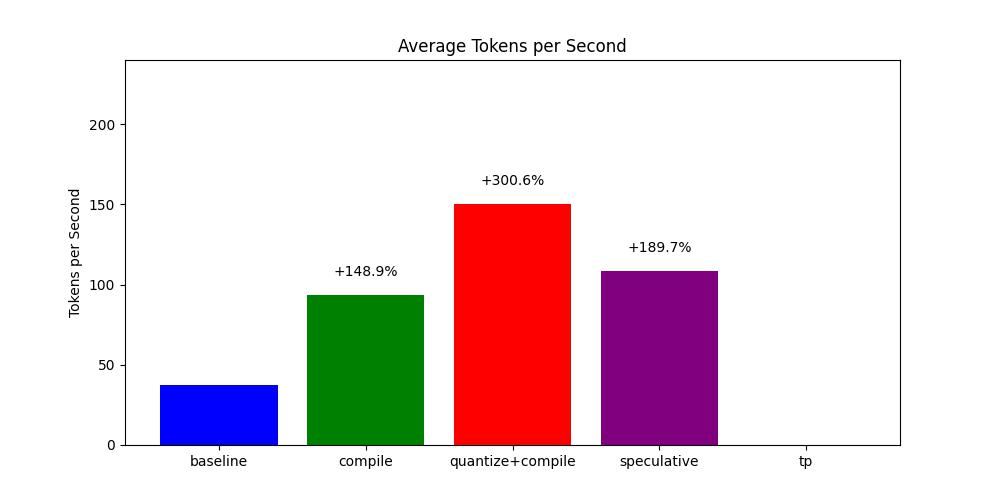 Average Tokens per Second
Tokens per Second
200
150
100
50
0
+148.9%
+300.6%
+189.7%
baseline
compile
quantize+compile
speculative
tp